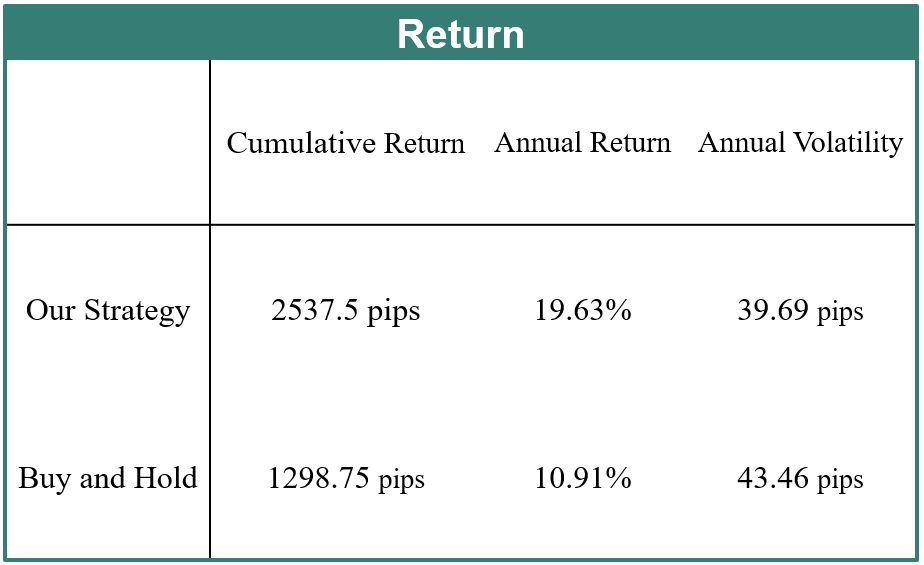 Return
Cumulative Return Annual Return Annual Volatility
Our Strategy 2537.5 pips 19.63% 39.69 pips
Buy and Hold 1298.75 pips 10.91% 43.46 pips